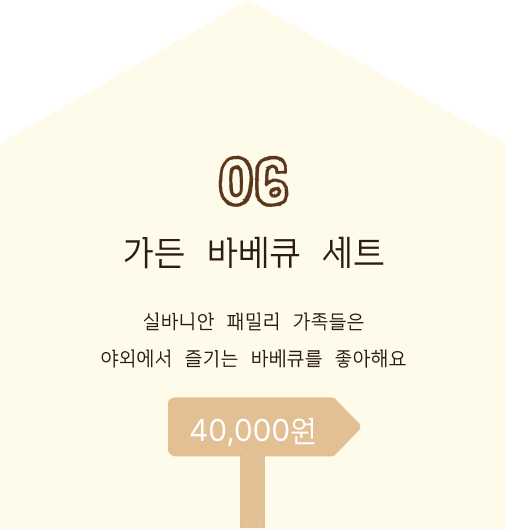 06
가든 바베큐 세트
실바니안 패밀리 가족들은
야외에서 즐기는 바베큐를 좋아해요
40,000원